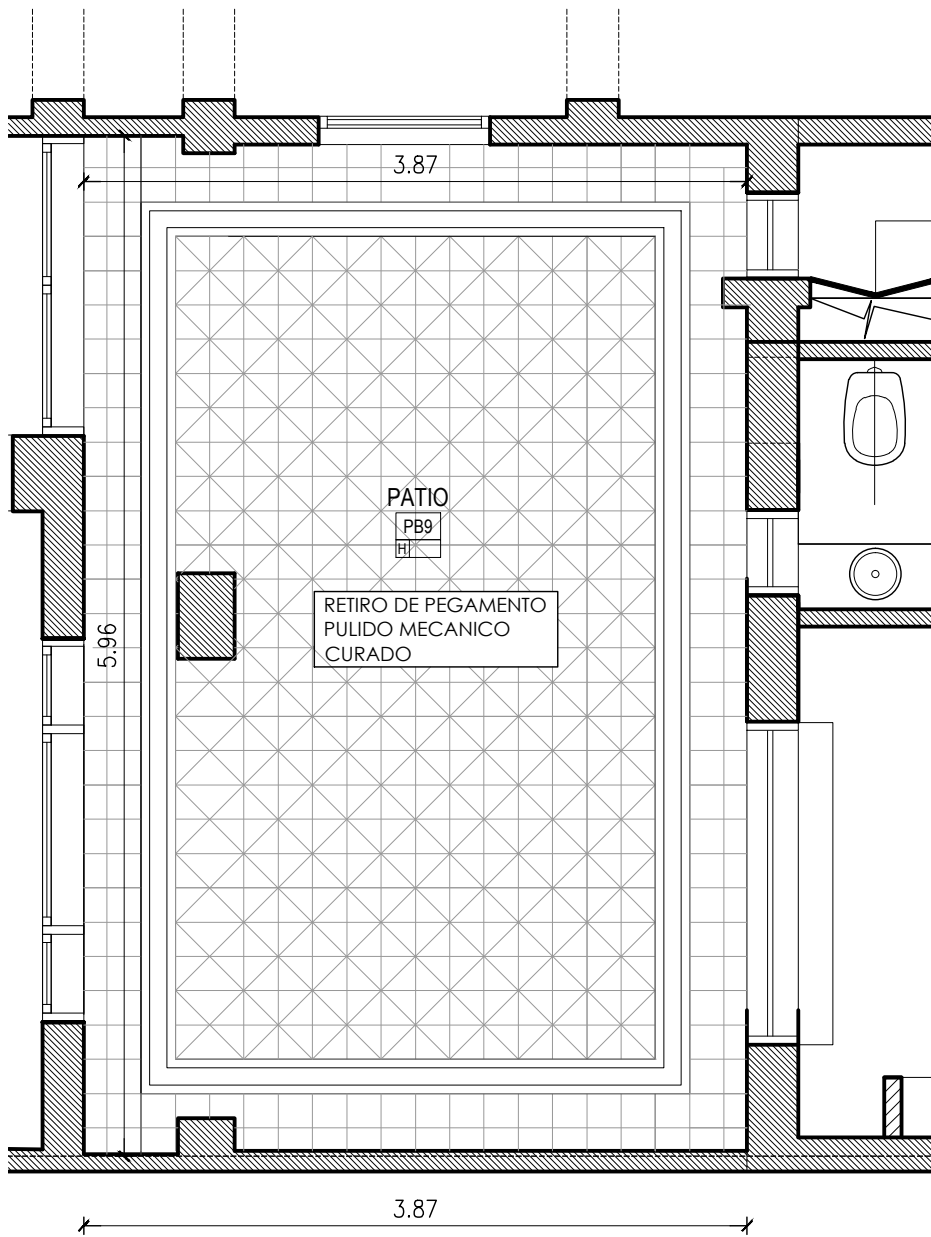 3.87
PATIO
PB9
H
RETIRO DE PEGAMENTO
PULIDO MECANICO
CURADO
5.96
3.87